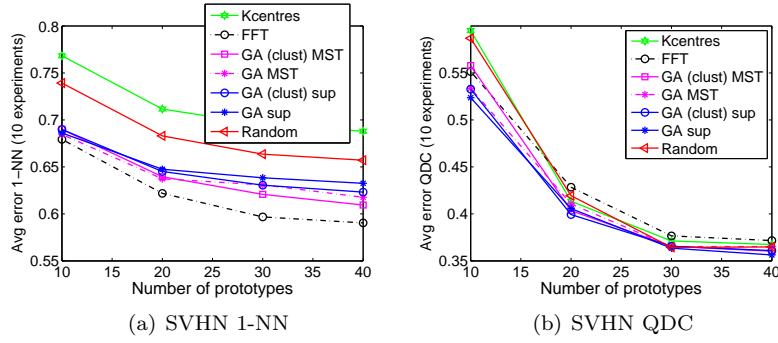 0.8
0.75
0.7
0.65
0.6
0.55
10 15 20 25 30 35 40
Avg error 1−NN (10 experiments)
Number of prototypes
Kcentres
FFT
GA (clust) MST
GA MST
GA (clust) sup
GA sup
Random
(a) SVHN 1-NN
0.55
0.5
0.45
0.4
0.35
10 15 20 25 30 35 40
Avg error QDC (10 experiments)
Number of prototypes
Kcentres
FFT
GA (clust) MST
GA MST
GA (clust) sup
GA sup
Random
(b) SVHN QDC